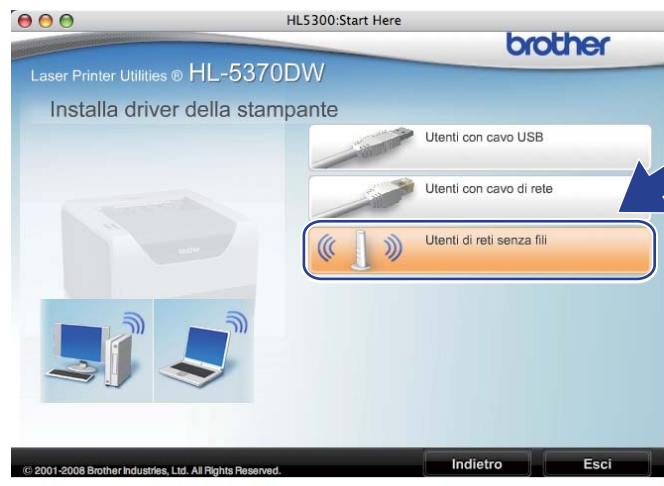 HL5300:Start Here
brother
Laser Printer Utilities ® HL-5370DW
Installa driver della stampante
Utenti con cavo USB
Utenti con cavo di rete
Utenti di reti senza fili
© 2001-2008 Brother Industries, Ltd. All Rights Reserved.
Indietro
Esci